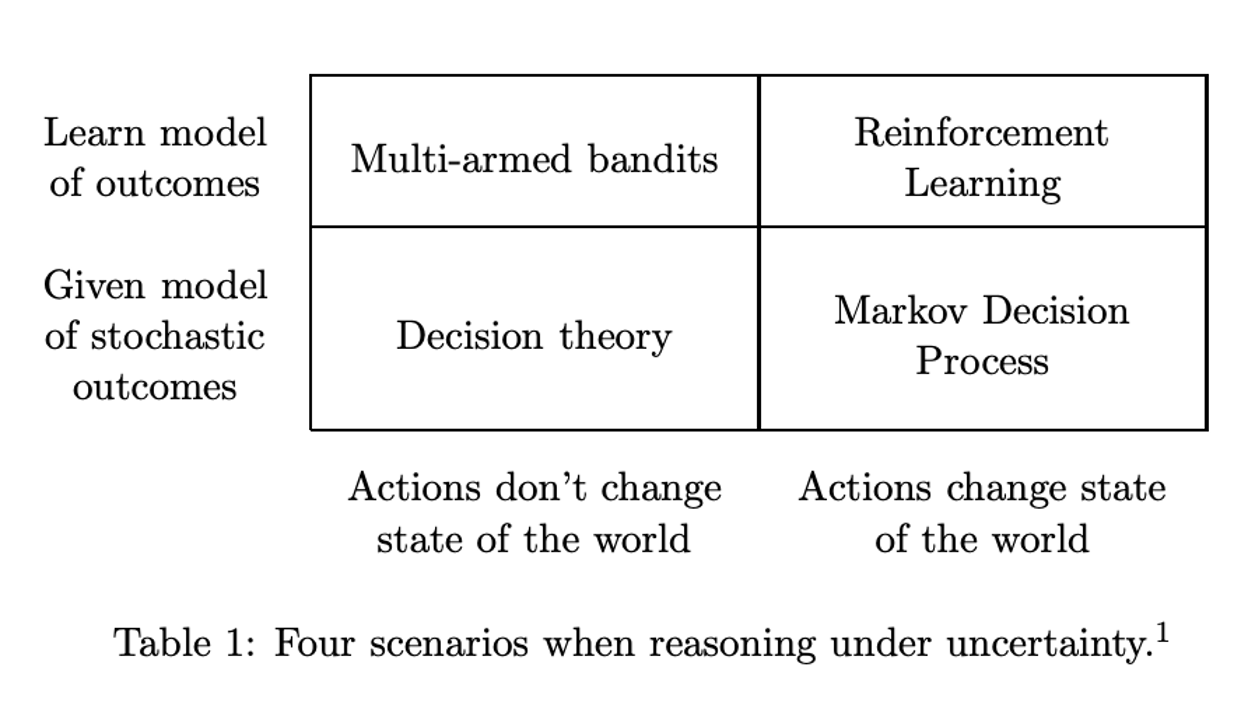 Learn model
of outcomes
Multi-armed bandits
Reinforcement
Learning
Given model
of stochastic
outcomes
Decision theory
Markov Decision
Process
Actions don't change
state of the world
Actions change state
of the world
Table 1: Four scenarios when reasoning under uncertainty.¹